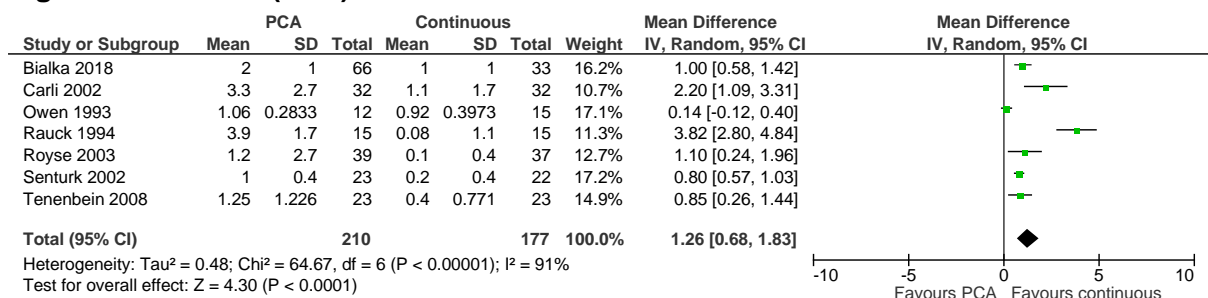 PCA Continuous Mean Difference Mean Difference
Study or Subgroup Mean SD Total Mean SD Total Weight IV, Random, 95% CI IV, Random, 95% CI
Bialka 2018 2 1 66 1 1 33 16.2% 1.00 [0.58, 1.42]
Carli 2002 3.3 2.7 32 1.1 1.7 32 10.7% 2.20 [1.09, 3.31]
Owen 1993 1.06 0.2833 12 0.92 0.3973 15 17.1% 0.14 [-0.12, 0.40]
Rauck 1994 3.9 1.7 15 0.08 1.1 15 11.3% 3.82 [2.80, 4.84]
Royse 2003 1.2 2.7 39 0.1 0.4 37 12.7% 1.10 [0.24, 1.96]
Senturk 2002 1 0.4 23 0.2 0.4 22 17.2% 0.80 [0.57, 1.03]
Tenenbein 2008 1.25 1.226 23 0.4 0.771 23 14.9% 0.85 [0.26, 1.44]
Total (95% CI) 210 177 100.0% 1.26 [0.68, 1.83]
Heterogeneity: Tau² = 0.48; Chi² = 64.67, df = 6 (P < 0.00001); I² = 91%
Test for overall effect: Z = 4.30 (P < 0.0001)
-10 -5 0 5 10
Favours PCA Favours continuous